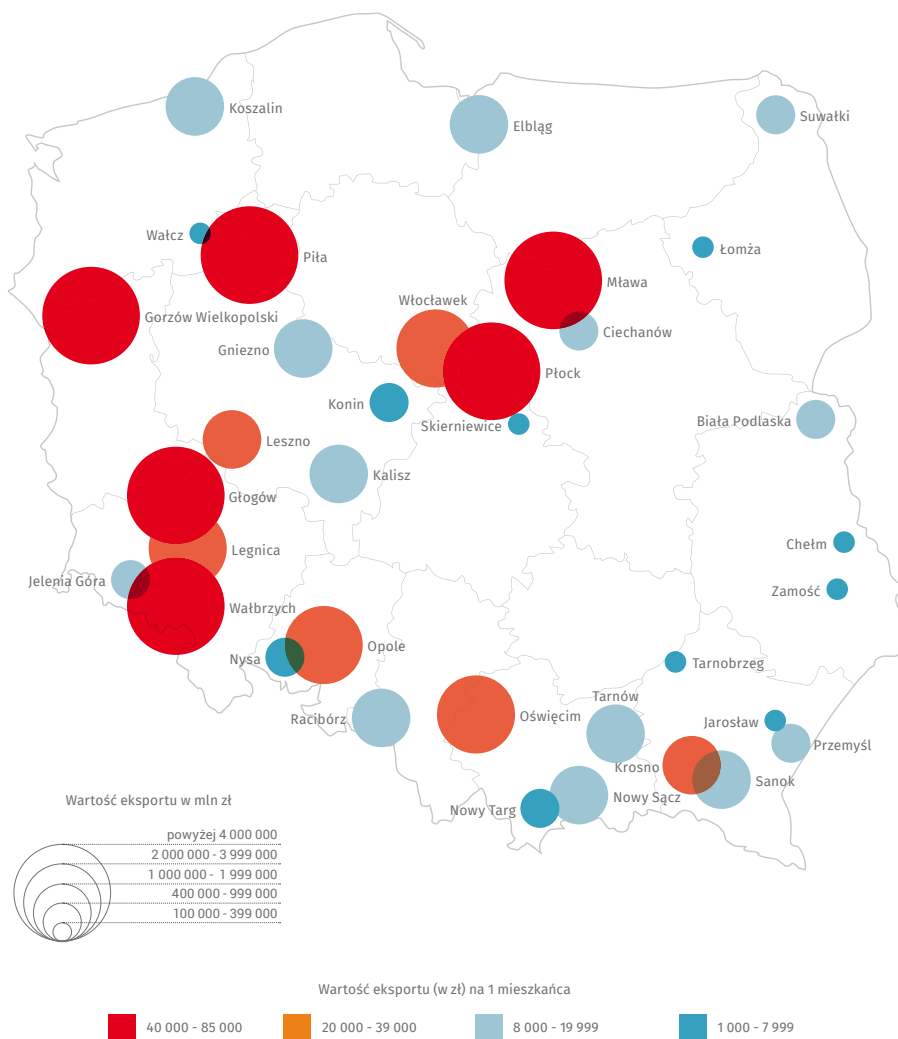 Koszalin
Elbląg
Suwałki
Wałcz
Piła
Łomża
Mława
Włocławek
Gorzów Wielkopolski
Ciechanów
Gniezno
Płock
Konin
Skierniewice
Biała Podlaska
Leszno
Kalisz
Głogów
Chełm
Legnica
Jelenia Góra
Zamość
Wałbrzych
Opole
Nysa
Tarnobrzeg
Tarnów
Racibórz
Oświęcim
Jarosław
Przemyśl
Krosno
Sanok
Nowy Sącz
Nowy Targ
Wartość eksportu w mln zł
powyżej 4 000 000
2 000 000 - 3 999 000
1 000 000 - 1 999 000
400 000 - 999 000
100 000 - 399 000
Wartość eksportu (w zł) na 1 mieszkańca
40 000 - 85 000
20 000 - 39 000
8 000 - 19 999
1 000 - 7 999